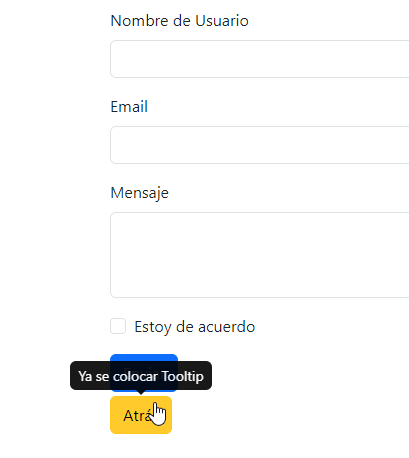 Nombre de Usuario
Email
Mensaje
Estoy de acuerdo
Ya se colocar Tooltip